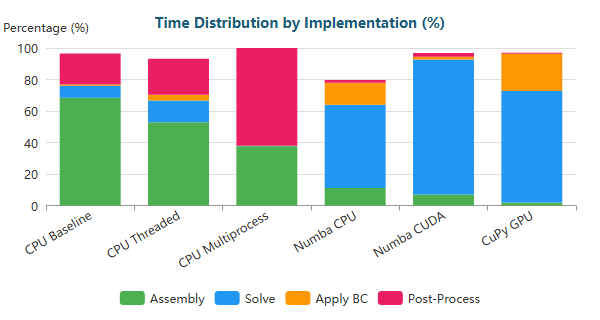 Time Distribution by Implementation (%)
Percentage (%)
100
80
60
40
20
0
CPU Baseline
CPU Threaded
CPU Multiprocess
Numba CPU
Numba CUDA
CuPy GPU
Assembly Solve Apply BC Post-Process